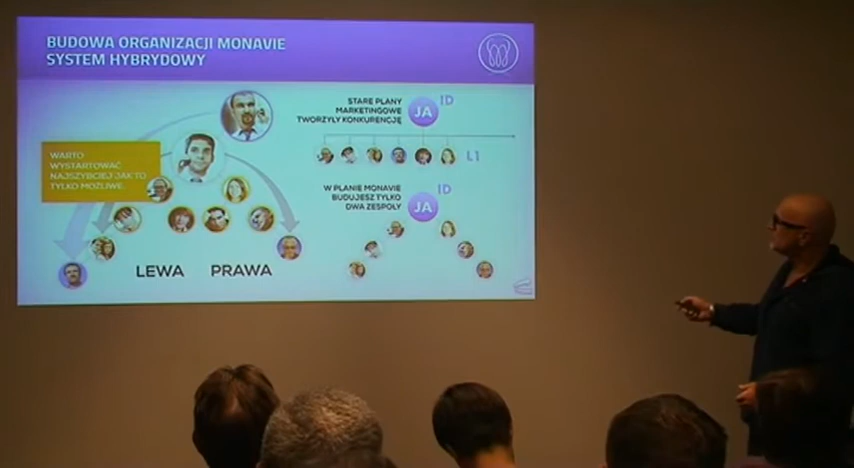 BUDOWA ORGANIZACJI MONAVIE
SYSTEM HYBRYDOWY
WARTO
WYSTARTOWAĆ
NAJSZYBCIEJ JAK TO
TYLKO MOŻLIWE
LEWA PRAWA
STARE PLANY
MARKETINGOWE
TWORZYŁY KONKURENCJĘ
JA ID
L1
W PLANIE MONAVIE
BUDUJESZ TYLKO
DWA ZESPOŁY
JA ID